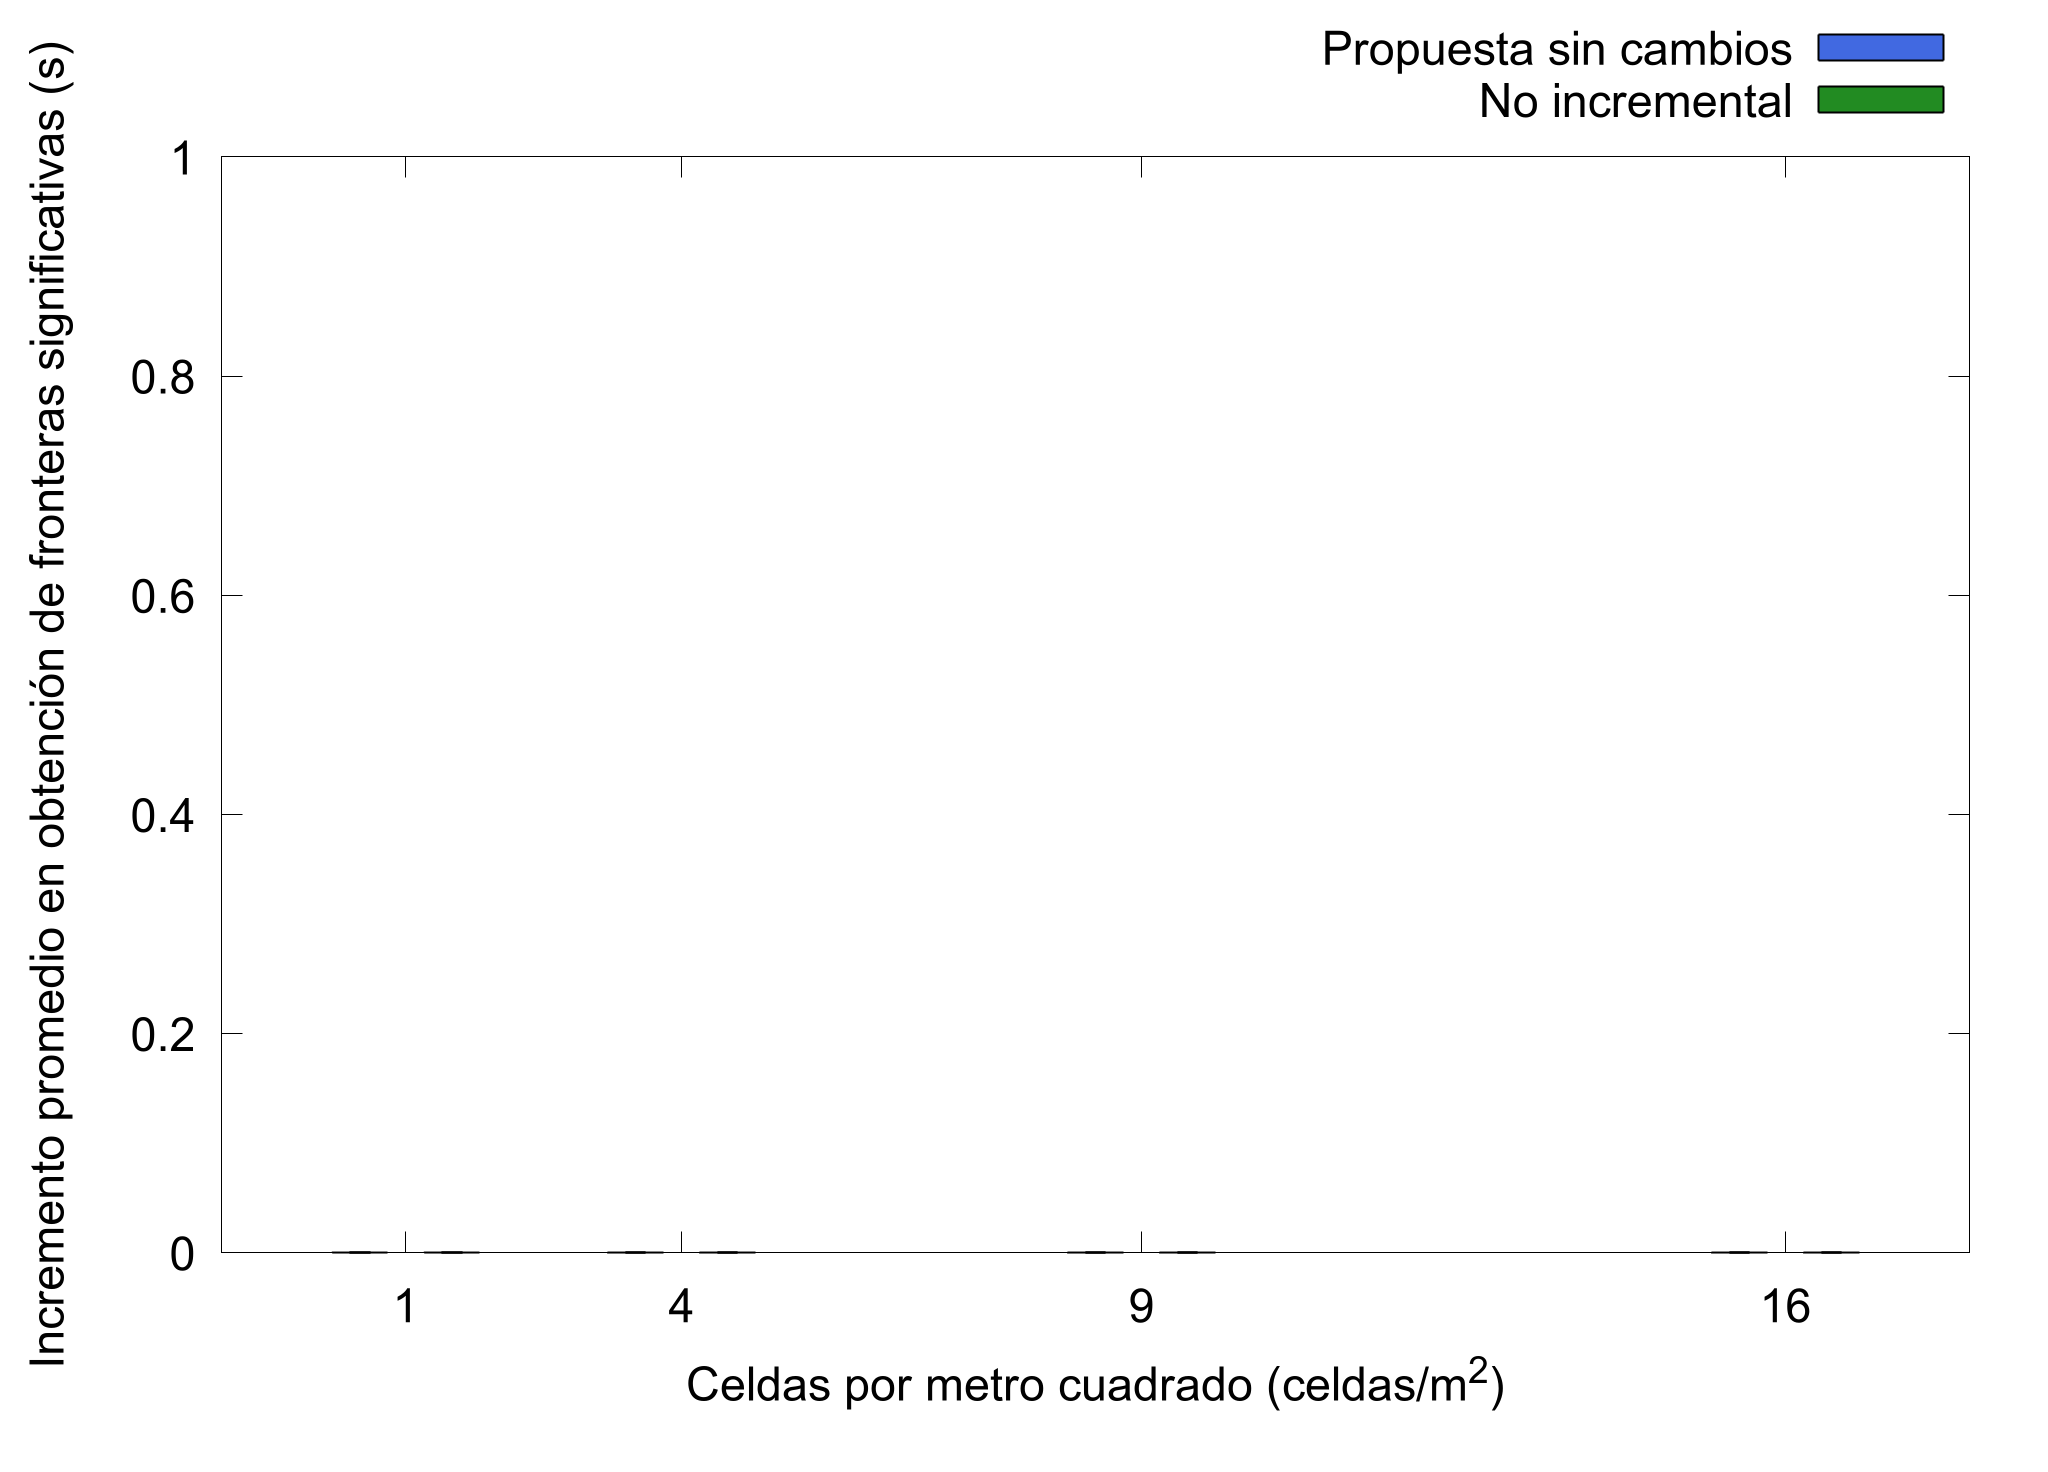 Propuesta sin cambios
No incremental
Incremento promedio en obtención de fronteras significativas (s)
1
0.8
0.6
0.4
0.2
0
1 4 9 16
Celdas por metro cuadrado (celdas/m²)